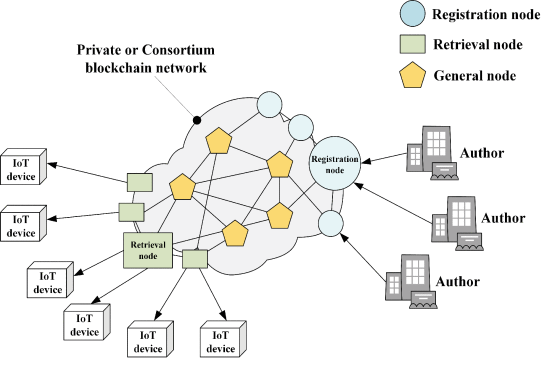 Registration node
Retrieval node
General node
Private or Consortium
blockchain network
Registration
node
Author
Author
Author
IoT
device
IoT
device
Retrieval
node
IoT
device
IoT
device
IoT
device
IoT
device